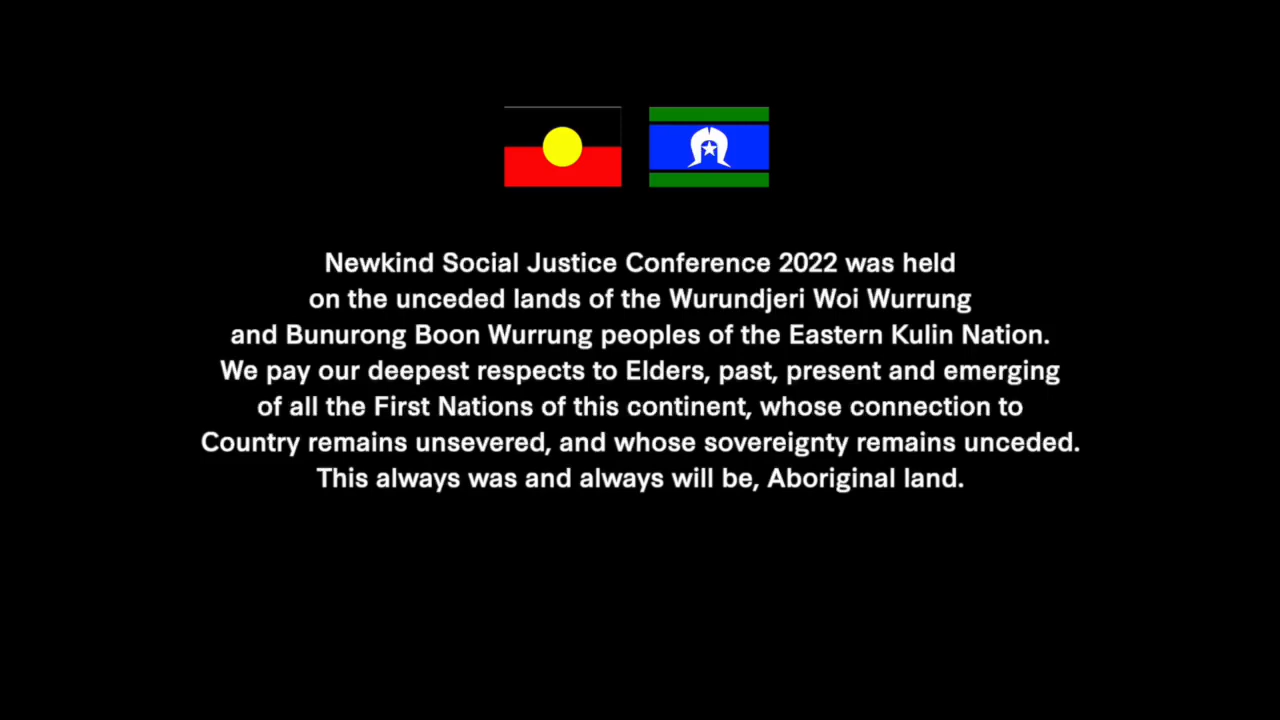 Newkind Social Justice Conference 2022 was held
on the unceded lands of the Wurundjeri Woi Wurrung
and Bunurong Boon Wurrung peoples of the Eastern Kulin Nation.
We pay our deepest respects to Elders, past, present and emerging
of all the First Nations of this continent, whose connection to
Country remains unsevered, and whose sovereignty remains unceded.
This always was and always will be, Aboriginal land.